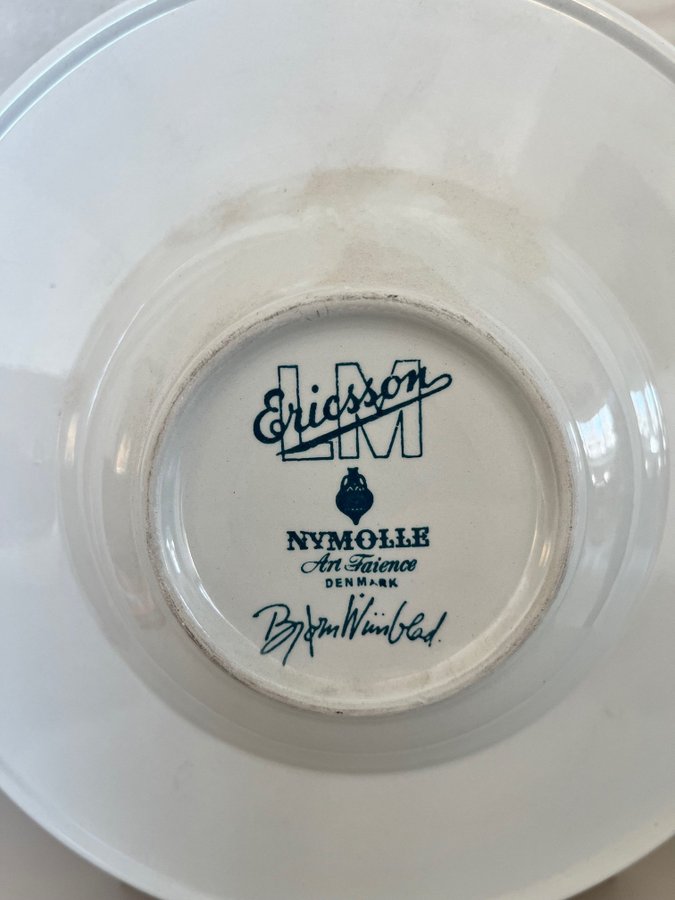 LM
Ericsson
NYMOLLE
Art Faience
DENMARK
Bjørn Wiinblad.